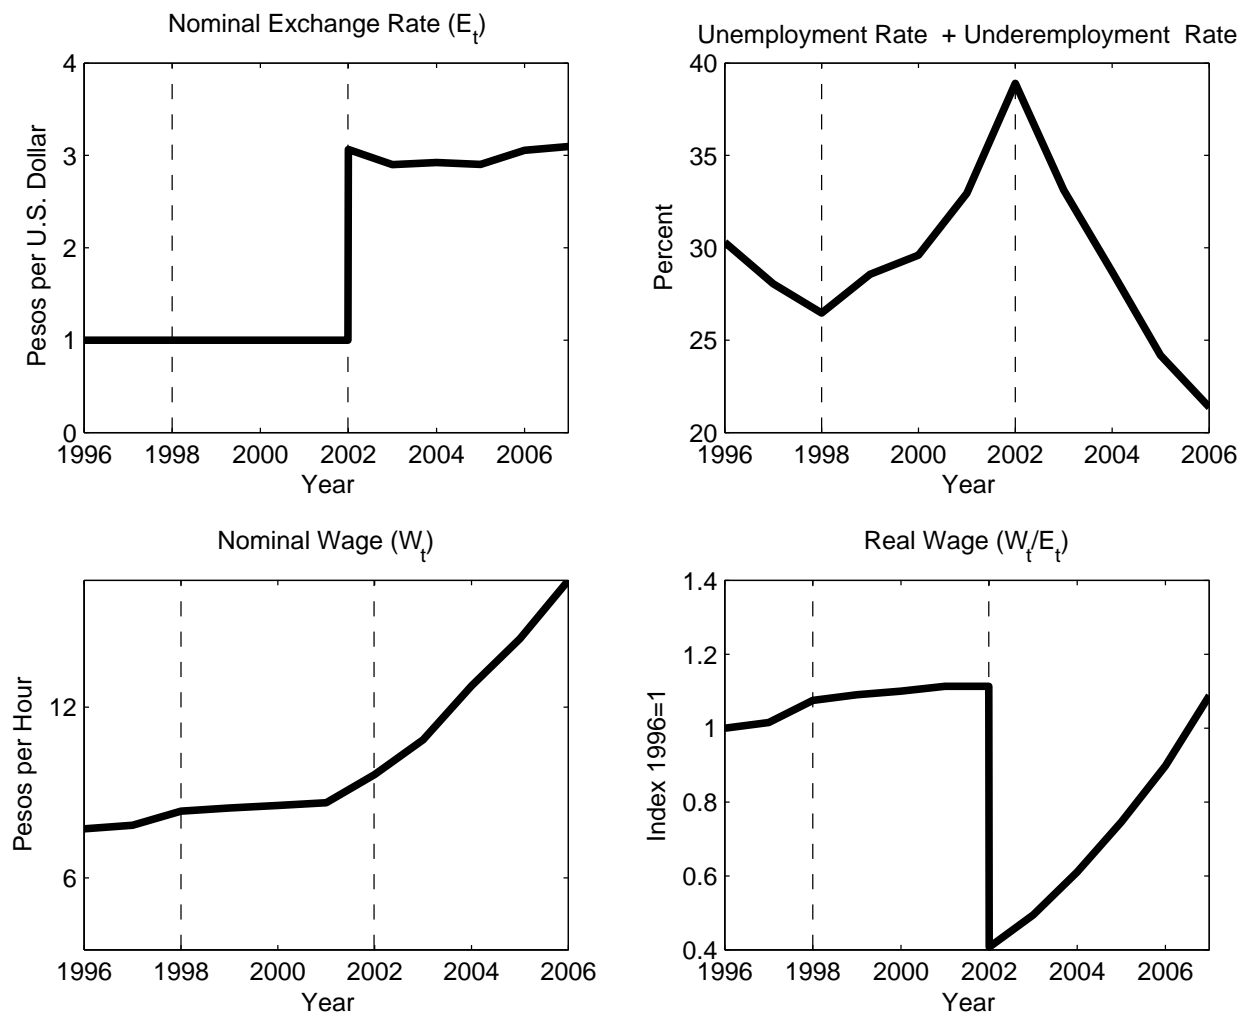 Nominal Exchange Rate (E_t)
Pesos per U.S. Dollar
4
3
2
1
0
1996 1998 2000 2002 2004 2006
Year
Unemployment Rate + Underemployment Rate
Percent
40
35
30
25
20
1996 1998 2000 2002 2004 2006
Year
Nominal Wage (W_t)
Pesos per Hour
12
6
1996 1998 2000 2002 2004 2006
Year
Real Wage (W_t/E_t)
Index 1996=1
1.4
1.2
1
0.8
0.6
0.4
1996 1998 2000 2002 2004 2006
Year